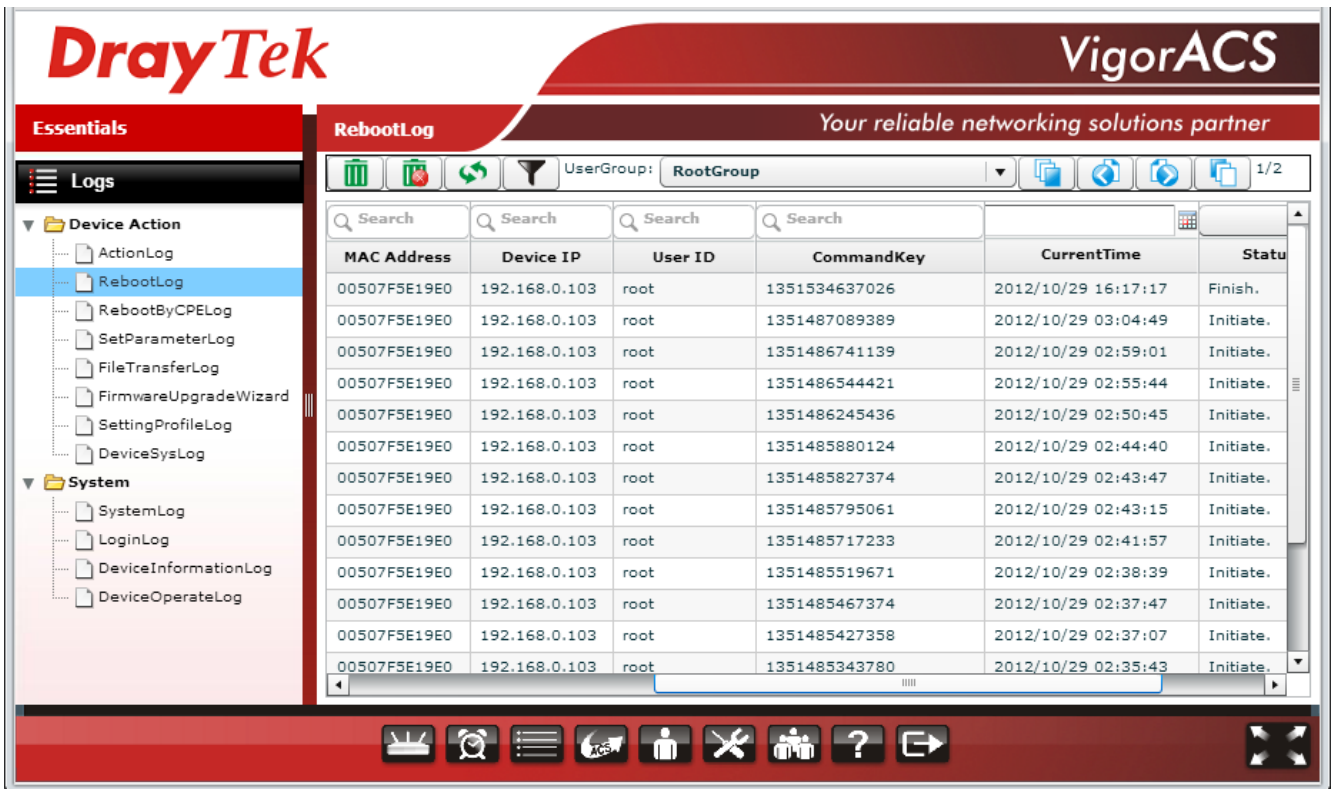 DrayTek
VigorACS
Essentials
RebootLog
Your reliable networking solutions partner
Logs
UserGroup: RootGroup 1/2
Device Action
ActionLog
RebootLog
RebootByCPELog
SetParameterLog
FileTransferLog
FirmwareUpgradeWizard
SettingProfileLog
DeviceSysLog
System
SystemLog
LoginLog
DeviceInformationLog
DeviceOperateLog
Search Search Search Search
MAC Address Device IP User ID CommandKey CurrentTime Statu
00507F5E19E0 192.168.0.103 root 1351534637026 2012/10/29 16:17:17 Finish.
00507F5E19E0 192.168.0.103 root 1351487089389 2012/10/29 03:04:49 Initiate.
00507F5E19E0 192.168.0.103 root 1351486741139 2012/10/29 02:59:01 Initiate.
00507F5E19E0 192.168.0.103 root 1351486544421 2012/10/29 02:55:44 Initiate.
00507F5E19E0 192.168.0.103 root 1351486245436 2012/10/29 02:50:45 Initiate.
00507F5E19E0 192.168.0.103 root 1351485880124 2012/10/29 02:44:40 Initiate.
00507F5E19E0 192.168.0.103 root 1351485827374 2012/10/29 02:43:47 Initiate.
00507F5E19E0 192.168.0.103 root 1351485795061 2012/10/29 02:43:15 Initiate.
00507F5E19E0 192.168.0.103 root 1351485717233 2012/10/29 02:41:57 Initiate.
00507F5E19E0 192.168.0.103 root 1351485519671 2012/10/29 02:38:39 Initiate.
00507F5E19E0 192.168.0.103 root 1351485467374 2012/10/29 02:37:47 Initiate.
00507F5E19E0 192.168.0.103 root 1351485427358 2012/10/29 02:37:07 Initiate.
00507F5E19E0 192.168.0.103 root 1351485343780 2012/10/29 02:35:43 Initiate.
ACS
?